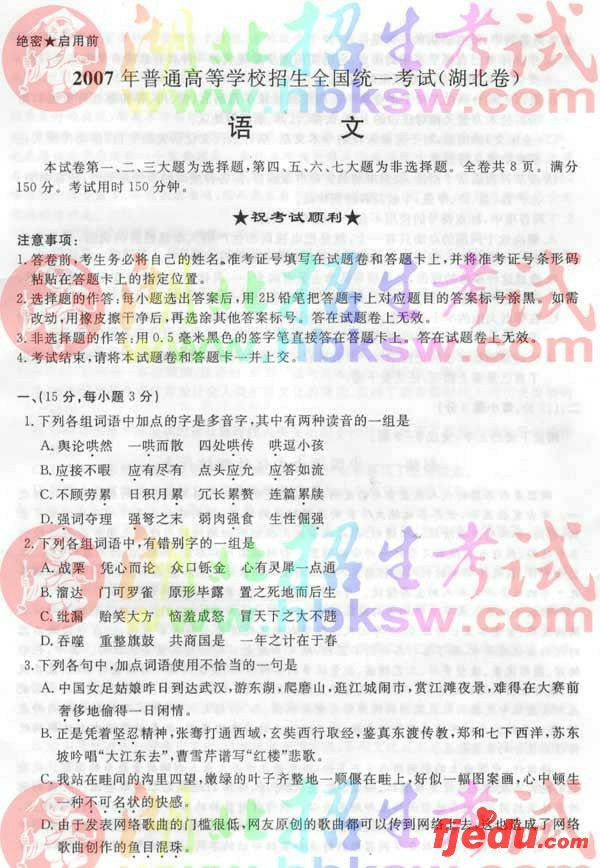 绝密★启用前
2007年普通高等学校招生全国统一考试(湖北卷)
语 文
本试卷第一、二、三大题为选择题,第四、五、六、七大题为非选择题。全卷共8页。满分
150分。考试用时150分钟。
★祝考试顺利★
注意事项:
1.答卷前,考生务必将自己的姓名。准考证号填写在试题卷和答题卡上,并将准考证号条形码
粘贴在答题卡上的指定位置。
2.选择题的作答:每小题选出答案后,用2B铅笔把答题卡上对应题目的答案标号涂黑。如需
改动,用橡皮擦干净后,再选涂其他答案标号。答在试题卷上无效。
3.非选择题的作答:用0.5毫米黑色的签字笔直接答在答题卡上。答在试题卷上无效。
4.考试结束,请将本试题卷和答题卡一并上交。
一、(15分,每小题3分)
1.下列各组词语中加点的字是多音字,其中有两种读音的一组是
A.舆论哄然 一哄而散 四处哄传 哄逗小孩
B.应接不暇 应有尽有 点头应允 应答如流
C.不顾劳累 日积月累 冗长累赘 连篇累牍
D.强词夺理 强弩之末 弱肉强食 生性倔强
2.下列各组词语中,有错别字的一组是
A.战栗 凭心而论 众口铄金 心有灵犀一点通
B.溜达 门可罗雀 原形毕露 置之死地而后生
C.纰漏 贻笑大方 恼羞成怒 冒天下之大不韪
D.吞噬 重整旗鼓 共商国是 一年之计在于春
3.下列各句中,加点词语使用不恰当的一句是
A.中国女足姑娘昨日到达武汉,游东湖,爬磨山,逛江城闹市,赏江滩夜景,难得在大赛前
奢侈地偷得一日闲情。
B.正是凭着坚忍精神,张骞打通西域,玄奘西行取经,鉴真东渡传教,郑和七下西洋,苏东
坡吟唱“大江东去”,曹雪芹谱写“红楼”悲歌。
C.我站在畦间的沟里四望,嫩绿的叶子齐整地一顺偃在畦上,好似一幅图案画,心中顿生
一种不可名状的快感。
D.由于发表网络歌曲的门槛很低,网友原创的歌曲都可以传到网络上去,这也造成了网络
歌曲创作的鱼目混珠。
湖北招生考试
www.hbksw.com
湖北招生考试
www.hbksw.com
湖北招生考试
www.hbksw.com
fjedu.com